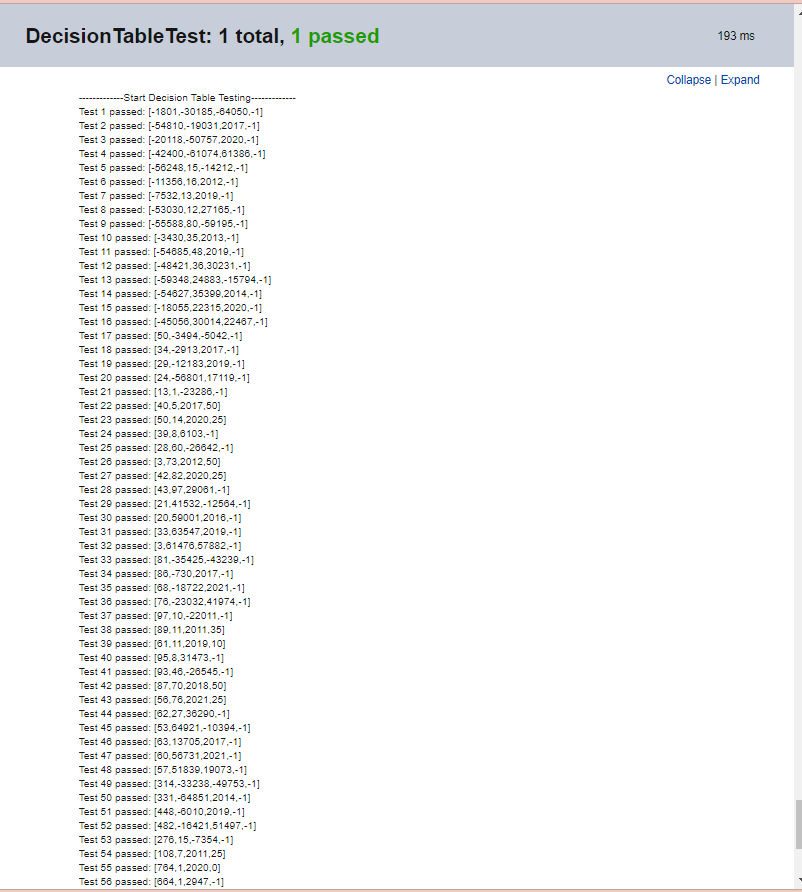 DecisionTableTest: 1 total, 1 passed
193 ms
Collapse | Expand
-------------Start Decision Table Testing-------------
Test 1 passed: [-1801,-30185,-64050,-1]
Test 2 passed: [-54810,-19031,2017,-1]
Test 3 passed: [-20118,-50757,2020,-1]
Test 4 passed: [-42400,-61074,61386,-1]
Test 5 passed: [-56248,15,-14212,-1]
Test 6 passed: [-11356,16,2012,-1]
Test 7 passed: [-7532,13,2019,-1]
Test 8 passed: [-53030,12,27165,-1]
Test 9 passed: [-55588,80,-59195,-1]
Test 10 passed: [-3430,35,2013,-1]
Test 11 passed: [-54685,48,2019,-1]
Test 12 passed: [-48421,36,30231,-1]
Test 13 passed: [-59348,24883,-15794,-1]
Test 14 passed: [-54627,35399,2014,-1]
Test 15 passed: [-18055,22315,2020,-1]
Test 16 passed: [-45056,30014,22467,-1]
Test 17 passed: [50,-3494,-5042,-1]
Test 18 passed: [34,-2913,2017,-1]
Test 19 passed: [29,-12183,2019,-1]
Test 20 passed: [24,-56801,17119,-1]
Test 21 passed: [13,1,-23286,-1]
Test 22 passed: [40,5,2017,50]
Test 23 passed: [50,14,2020,25]
Test 24 passed: [39,8,6103,-1]
Test 25 passed: [28,60,-26642,-1]
Test 26 passed: [3,73,2012,50]
Test 27 passed: [42,82,2020,25]
Test 28 passed: [43,97,29061,-1]
Test 29 passed: [21,41532,-12564,-1]
Test 30 passed: [20,59001,2016,-1]
Test 31 passed: [33,63547,2019,-1]
Test 32 passed: [3,61476,57882,-1]
Test 33 passed: [81,-35425,-43239,-1]
Test 34 passed: [86,-730,2017,-1]
Test 35 passed: [68,-18722,2021,-1]
Test 36 passed: [76,-23032,41974,-1]
Test 37 passed: [97,10,-22011,-1]
Test 38 passed: [89,11,2011,35]
Test 39 passed: [61,11,2019,10]
Test 40 passed: [95,8,31473,-1]
Test 41 passed: [93,46,-26545,-1]
Test 42 passed: [87,70,2018,50]
Test 43 passed: [56,76,2021,25]
Test 44 passed: [62,27,36290,-1]
Test 45 passed: [53,64921,-10394,-1]
Test 46 passed: [63,13705,2017,-1]
Test 47 passed: [60,56731,2021,-1]
Test 48 passed: [57,51839,19073,-1]
Test 49 passed: [314,-33238,-49753,-1]
Test 50 passed: [331,-64851,2014,-1]
Test 51 passed: [448,-6010,2019,-1]
Test 52 passed: [482,-16421,51497,-1]
Test 53 passed: [276,15,-7354,-1]
Test 54 passed: [108,7,2011,25]
Test 55 passed: [764,1,2020,0]
Test 56 passed: [664,1,2947,-1]